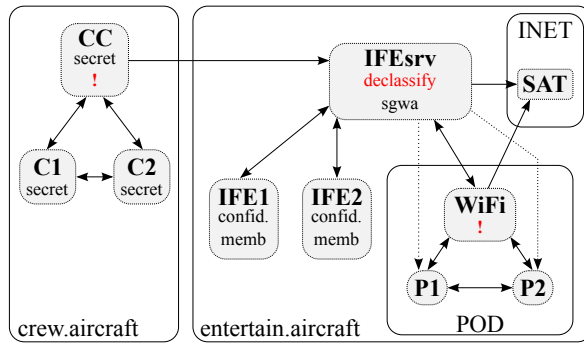 CC
secret
!
C1
secret
C2
secret
crew.aircraft
IFEsrv
declassify
sgwa
INET
SAT
IFE1
confid.
memb
IFE2
confid.
memb
WiFi
!
P1
P2
POD
entertain.aircraft